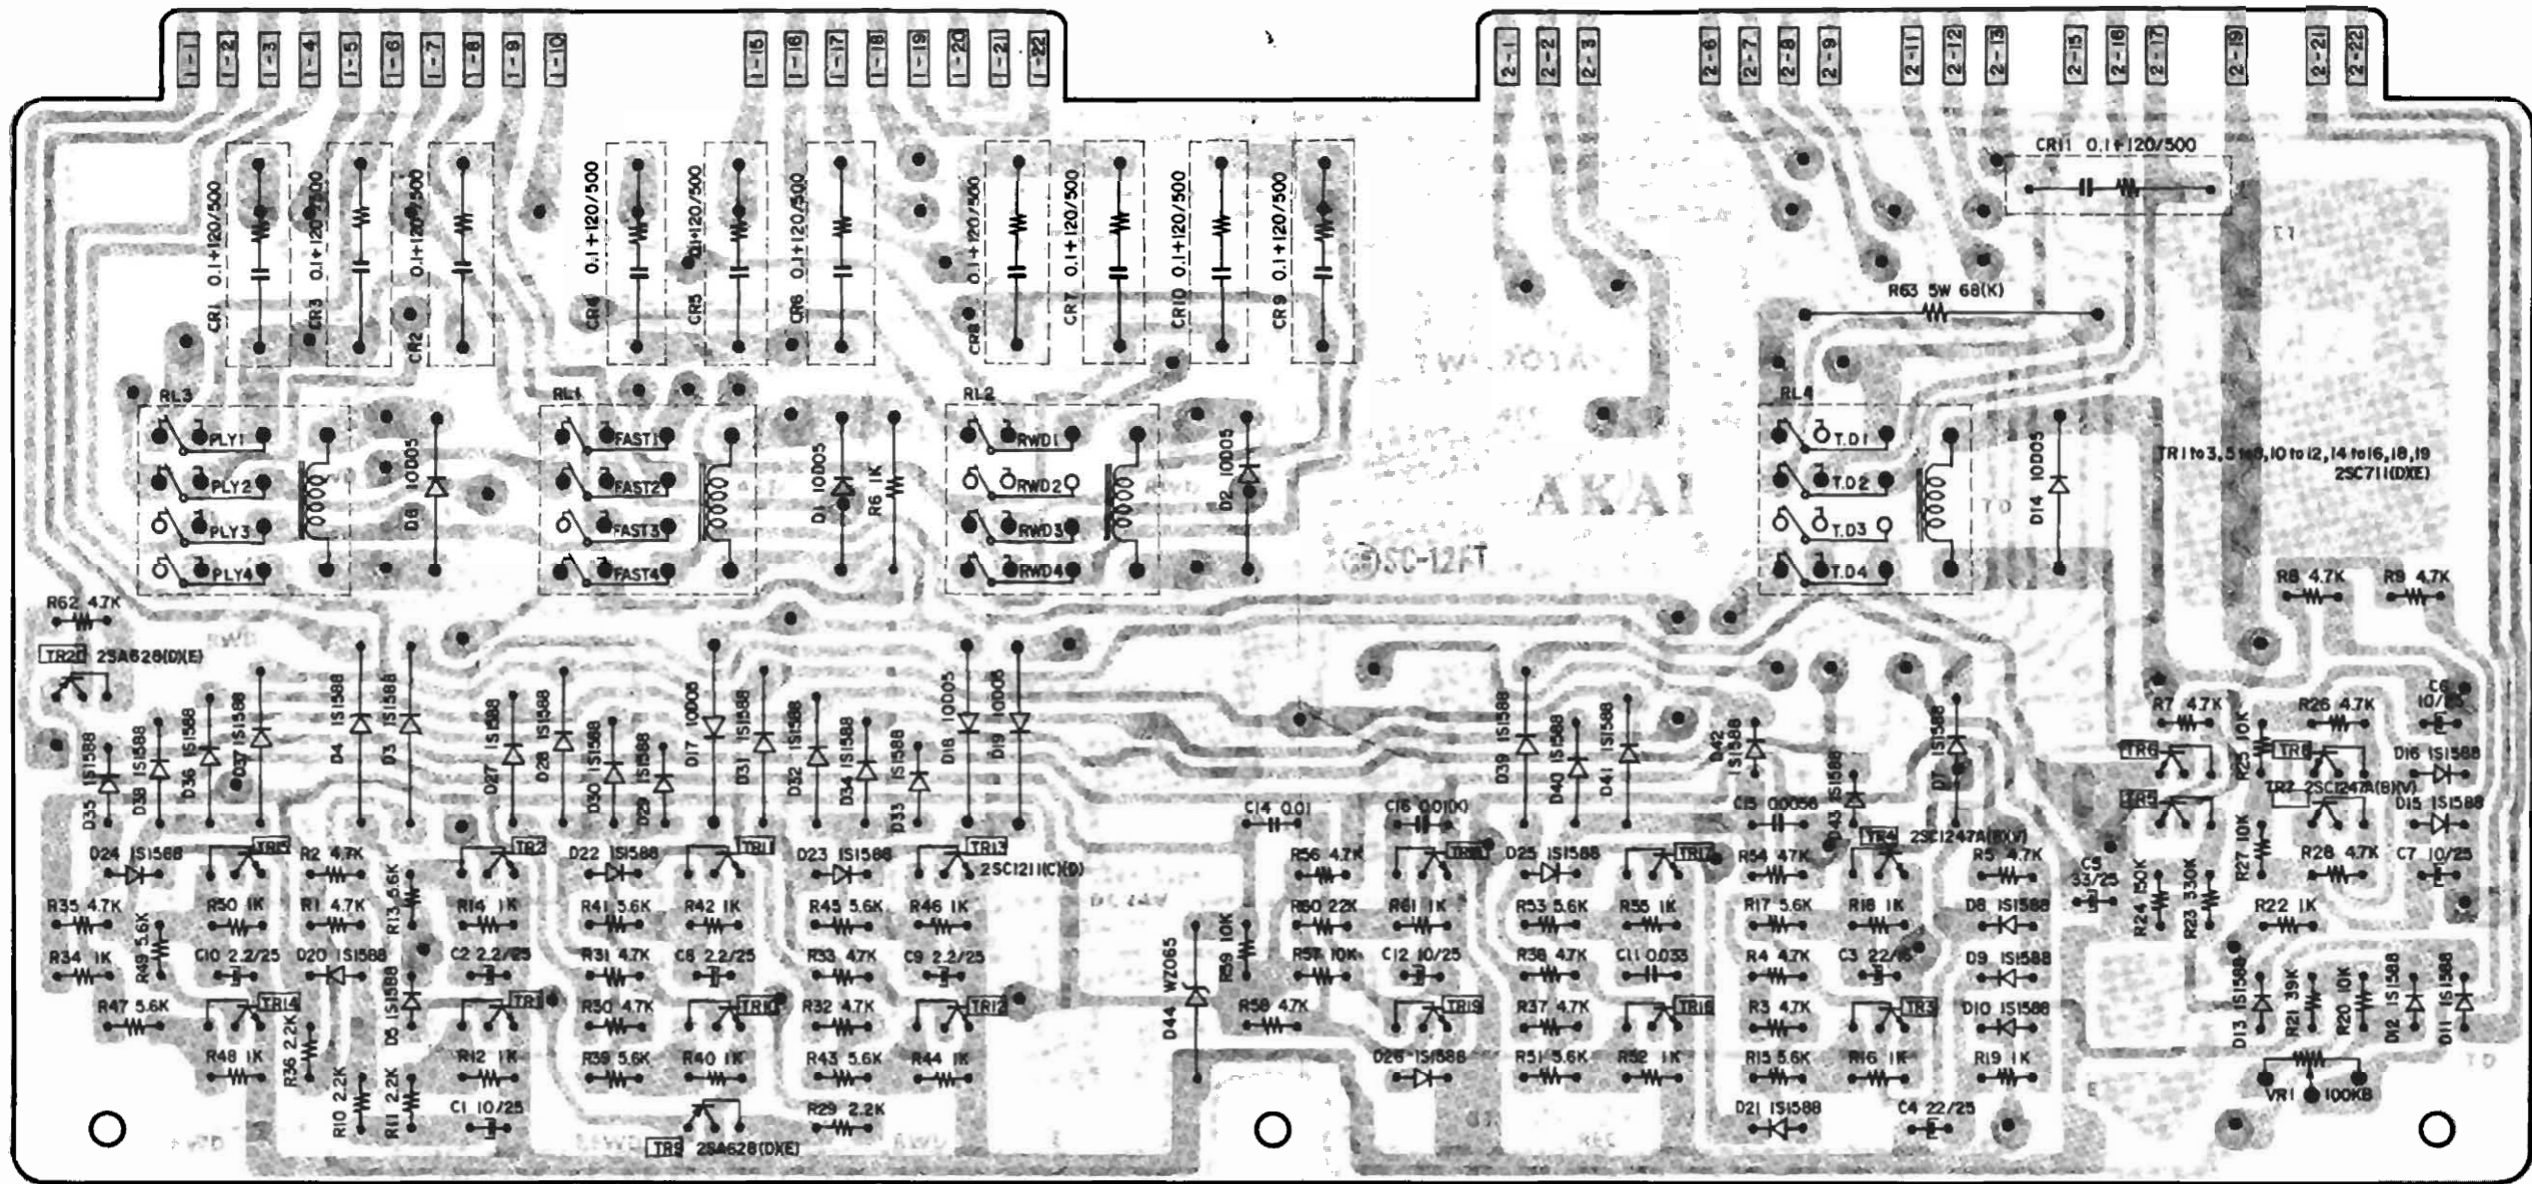 1-1 1-2 1-3 1-4 1-5 1-6 1-7 1-8 1-9 1-10 1-15 1-16 1-17 1-18 1-19 1-20 1-21 1-22 2-1 2-2 2-3 2-6 2-7 2-8 2-9 2-11 2-12 2-13 2-15 2-16 2-17 2-19 2-21 2-22
CR1 0.1+120/500
CR3 0.1+120/500
CR2 0.1+120/500
CR4 0.1+120/500
CR5 0.1+120/500
CR6 0.1+120/500
CR8 0.1+120/500
CR7 0.1+120/500
CR10 0.1+120/500
CR9 0.1+120/500
CR11 0.1+120/500
R63 5W 68(K)
RL3
PLY1
PLY2
PLY3
PLY4
D6 10D05
RL1
FAST1
FAST2
FAST3
FAST4
D1 10D05
R6 1K
RL2
RWD1
RWD2
RWD3
RWD4
D2 10D05
AKAI
SC-12FT
RL4
T.D1
T.D2
T.D3
T.D4
TD
D14 10D05
TR1 to 3, 5 to 8, 10 to 12, 14 to 16, 18, 19
2SC711(D)(E)
R62 4.7K
R8 4.7K R9 4.7K
RWD
TR20 2SA628(D)(E)
D35 1S1588
D38 1S1588
D36 1S1588
D37 1S1588
D4 1S1588
D3 1S1588
D27 1S1588
D28 1S1588
D30 1S1588
D29 1S1588
D17 10D05
D31 1S1588
D32 1S1588
D34 1S1588
D33 1S1588
D18 10D05
D19 10D05
D39 1S1588
D40 1S1588
D41 1S1588
D42 1S1588
D43 1S1588
D7 1S1588
R7 4.7K
R25 10K
R26 4.7K
C6 10/25
TR6
TR8
D16 1S1588
TR7 2SC1247A(B)(V)
TR5
D15 1S1588
C14 0.01
C16 0.0100
C15 0.0056
TR4 2SC1247A(B)(V)
D24 1S1588
TR15
R2 4.7K
R13 5.6K
TR2
D22 1S1588
TR11
D23 1S1588
TR13
2SC1211(C)(D)
R56 4.7K
TR18
D25 1S1588
TR17
R54 47K
R5 4.7K
C5 33/25
R24 150K
R23 330K
R27 10K
R28 4.7K
C7 10/25
R35 4.7K
R49 5.6K
R50 1K
R1 4.7K
R14 1K
R41 5.6K
R42 1K
R45 5.6K
R46 1K
DC 24V
R59 10K
R60 22K
R61 1K
R53 5.6K
R55 1K
R17 5.6K
R18 1K
D8 1S1588
R22 1K
R34 1K
C10 2.2/25
D20 1S1588
D5 1S1588
C2 2.2/25
R31 4.7K
C8 2.2/25
R33 4.7K
C9 2.2/25
D44 WZ065
R57 10K
C12 10/25
R38 4.7K
C11 0.033
R4 4.7K
D9 1S1588
R47 5.6K
TR14
R36 2.2K
TR1
R30 4.7K
TR10
R32 4.7K
TR12
R58 4.7K
TR19
R37 4.7K
TR16
R3 4.7K
TR3
D10 1S1588
D13 1S1588
R21 39K
R20 10K
D12 1S1588
D11 1S1588
R48 1K
R10 2.2K
R11 2.2K
R12 1K
R39 5.6K
R40 1K
R43 5.6K
R44 1K
D26 1S1588
R51 5.6K
R52 1K
R15 5.6K
R16 1K
R19 1K
TD
VR1 100KB
C1 10/25
R29 2.2K
D21 1S1588
C4 22/25
TR9 2SA628(D)(E)
REC